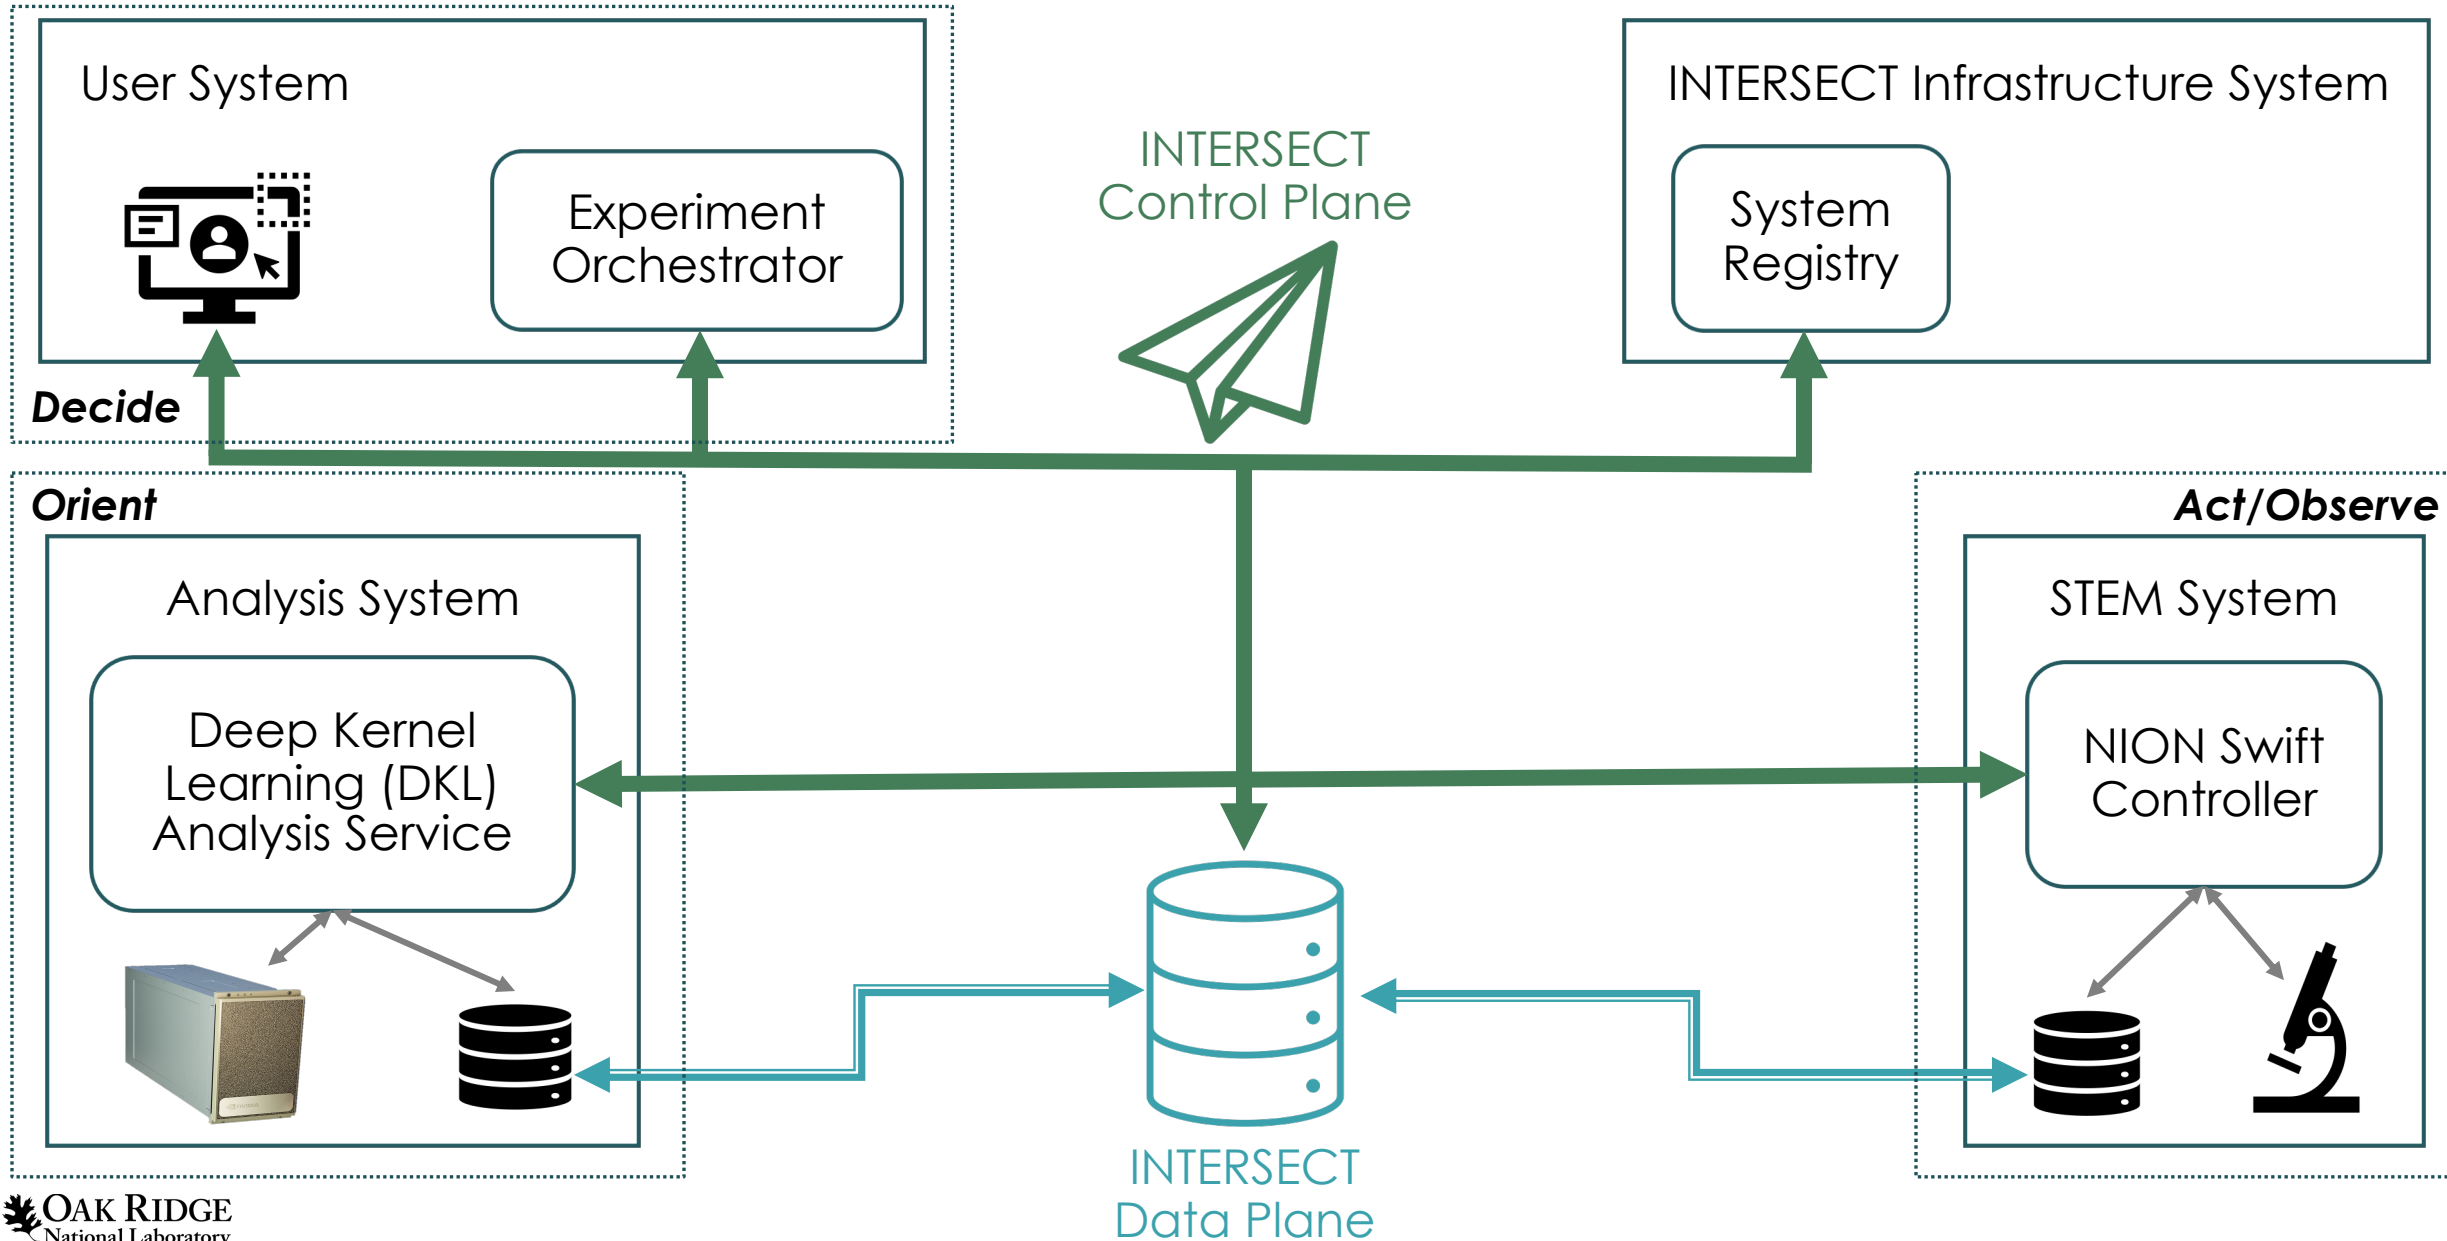 User System
Experiment
Orchestrator
Decide
INTERSECT
Control Plane
INTERSECT Infrastructure System
System
Registry
Orient
Analysis System
Deep Kernel
Learning (DKL)
Analysis Service
Act/Observe
STEM System
NION Swift
Controller
INTERSECT
Data Plane
OAK RIDGE
National Laboratory